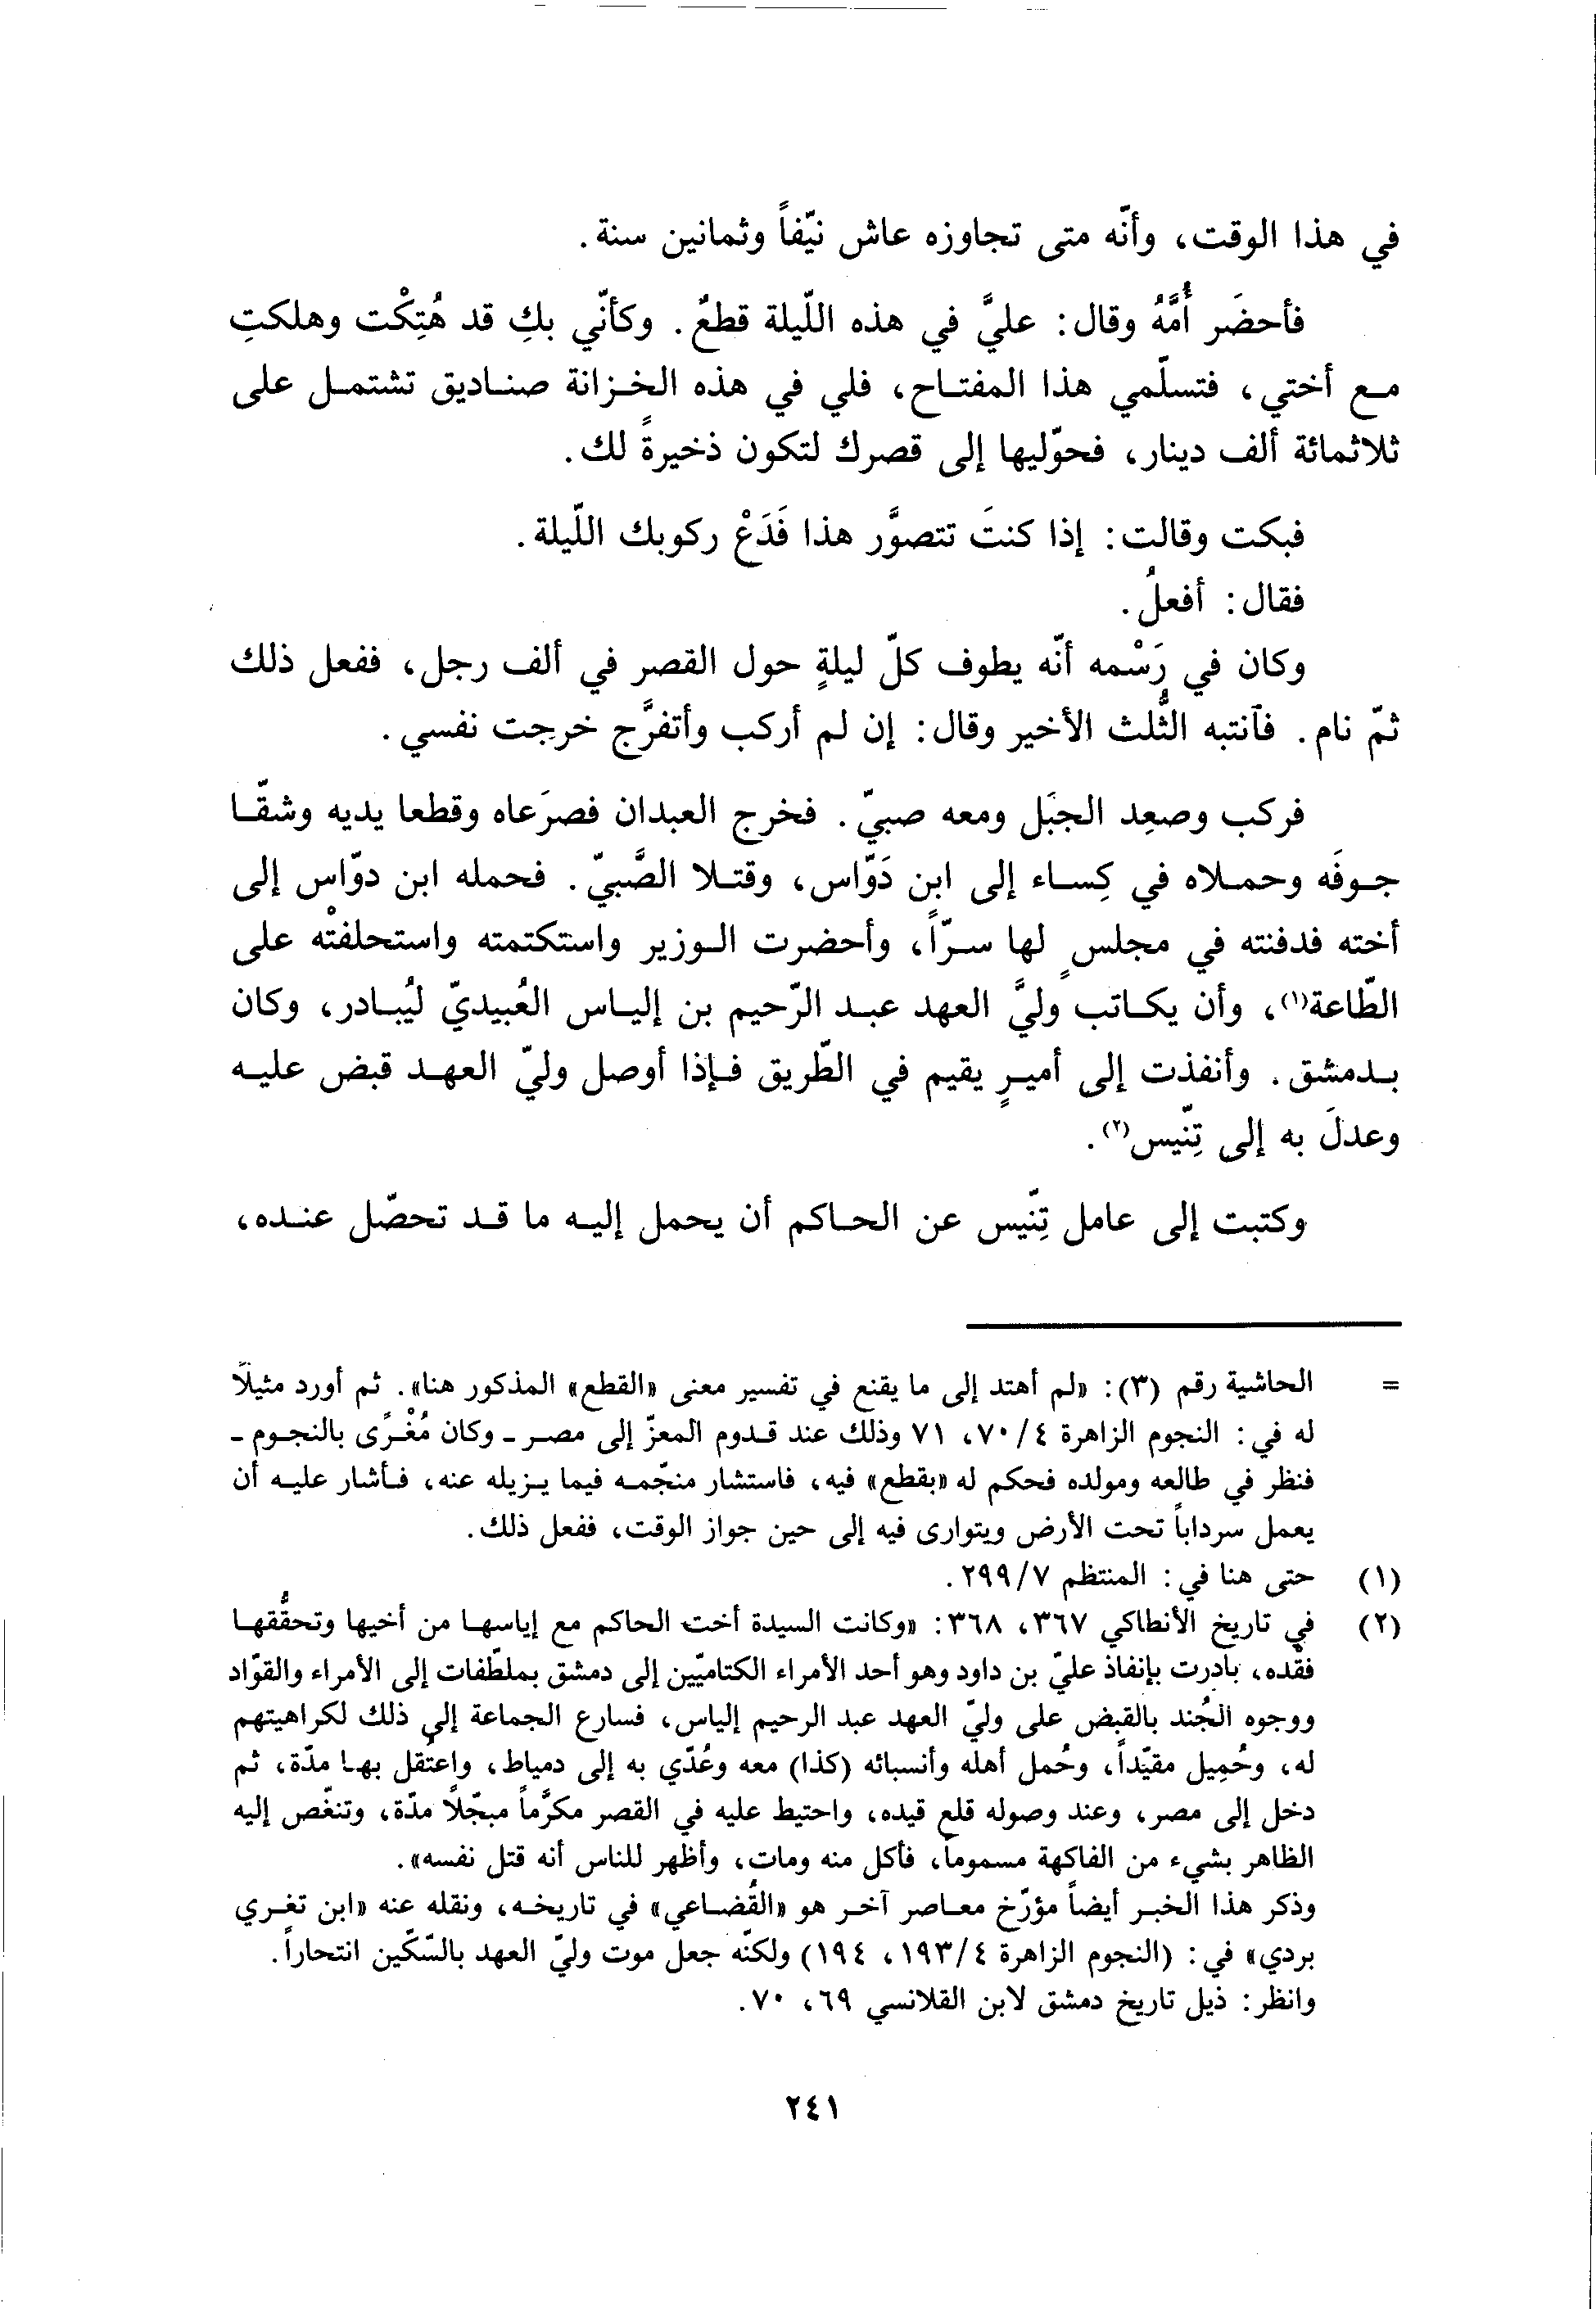 في هذا الوقت، وأنّه متى تجاوزه عاش نيّفاً وثمانين سنة.
فأحضَر أُمَّهُ وقال: عليَّ في هذه اللّيلة قطعٌ. وكأنّي بكِ قد هُتِكْت وهلكتِ
مع أختي، فتسلّمي هذا المفتاح، فلي في هذه الخزانة صناديق تشتمل على
ثلاثمائة ألف دينار، فحوّليها إلى قصرك لتكون ذخيرةً لك.
فبكت وقالت: إذا كنتَ تتصوَّر هذا فَدَعْ ركوبك اللّيلة.
فقال: أفعلُ.
وكان في رَسْمه أنّه يطوف كلّ ليلةٍ حول القصر في ألف رجل، ففعل ذلك
ثمّ نام. فٱنتبه الثُّلث الأخير وقال: إن لم أركب وأتفرَّج خرجت نفسي.
فركب وصعِد الجبَل ومعه صبيّ. فخرج العبدان فصرَعاه وقطعا يديه وشقّا
جوفَه وحملاه في كِساء إلى ابن دَوّاس، وقتلا الصَّبيّ. فحمله ابن دوّاس إلى
أخته فدفنته في مجلسٍ لها سرّاً، وأحضرت الوزير واستكتمته واستحلفتْه على
الطّاعة(١)، وأن يكاتب وليَّ العهد عبد الرّحيم بن إلياس العُبيديّ ليُبادر، وكان
بدمشق. وأنفذت إلى أميرٍ يقيم في الطّريق فإذا أوصل وليّ العهد قبض عليه
وعدلَ به إلى تِنّيس(٢).
وكتبت إلى عامل تِنّيس عن الحاكم أن يحمل إليه ما قد تحصّل عنده،
= الحاشية رقم (٣): «لم أهتد إلى ما يقنع في تفسير معنى «القطع» المذكور هنا». ثم أورد مثيلاً
له في: النجوم الزاهرة ٧٠/٤، ٧١ وذلك عند قدوم المعزّ إلى مصر - وكان مُغْرًى بالنجوم -
فنظر في طالعه ومولده فحكم له «بقطع» فيه، فاستشار منجّمه فيما يزيله عنه، فأشار عليه أن
يعمل سرداباً تحت الأرض ويتوارى فيه إلى حين جواز الوقت، ففعل ذلك.
(١) حتى هنا في: المنتظم ٢٩٩/٧.
(٢) في تاريخ الأنطاكي ٣٦٧، ٣٦٨: «وكانت السيدة أخت الحاكم مع إياسها من أخيها وتحقُّقها
فقْده، بادرت بإنفاذ عليّ بن داود وهو أحد الأمراء الكتاميّين إلى دمشق بملطّفات إلى الأمراء والقوّاد
ووجوه الجُند بالقبض على وليّ العهد عبد الرحيم إلياس، فسارع الجماعة إلى ذلك لكراهيتهم
له، وحُمِيل مقيّداً، وحُمل أهله وأنسبائه (كذا) معه وعُدّي به إلى دمياط، واعتُقل بها مدّة، ثم
دخل إلى مصر، وعند وصوله قلع قيده، واحتيط عليه في القصر مكرَّماً مبجّلاً مدّة، وتنغّص إليه
الظاهر بشيء من الفاكهة مسموماً، فأكل منه ومات، وأظهر للناس أنه قتل نفسه».
وذكر هذا الخبر أيضاً مؤرّخ معاصر آخر هو «القُضاعي» في تاريخه، ونقله عنه «ابن تغري
بردي» في: (النجوم الزاهرة ١٩٣/٤، ١٩٤) ولكنّه جعل موت وليّ العهد بالسّكّين انتحاراً.
وانظر: ذيل تاريخ دمشق لابن القلانسي ٦٩، ٧٠.
٢٤١